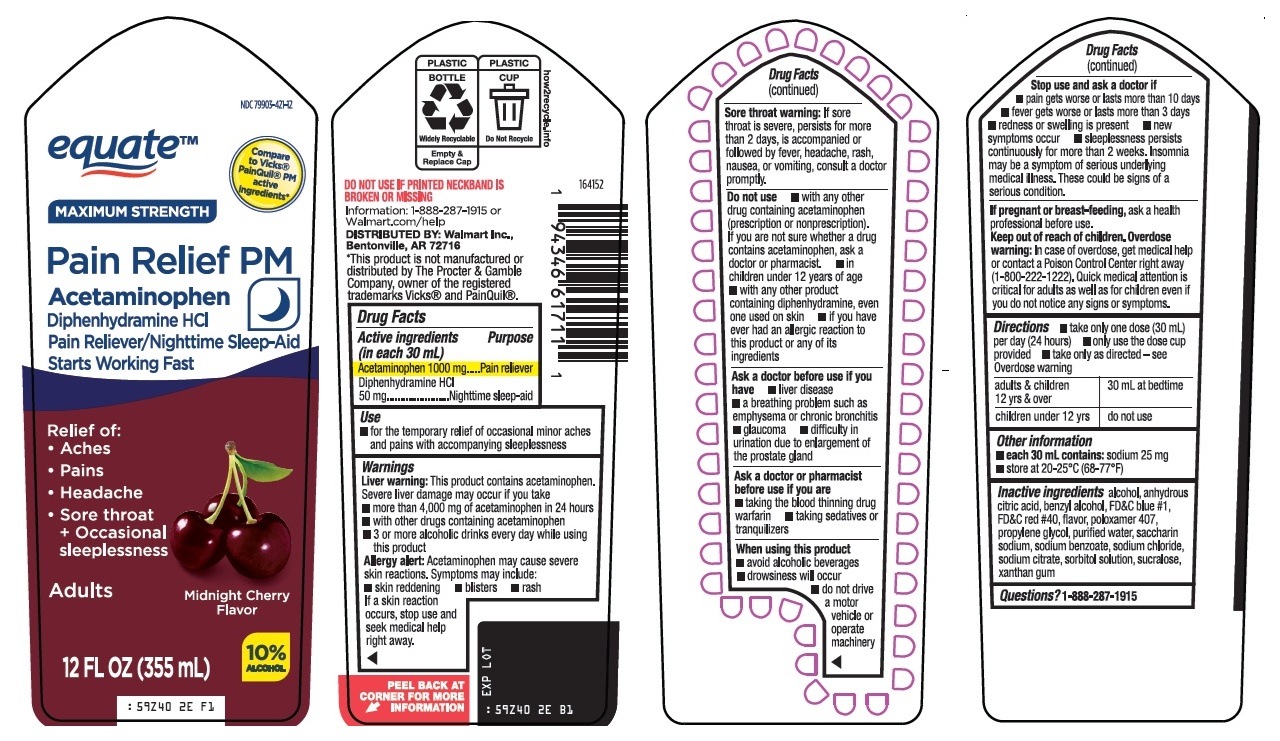 NDC 79903-421-12
equate™
Compare
to Vicks®
PainQuil® PM
active
ingredients*
MAXIMUM STRENGTH
Pain Relief PM
Acetaminophen
Diphenhydramine HCl
Pain Reliever/Nighttime Sleep-Aid
Starts Working Fast
Relief of:
• Aches
• Pains
• Headache
• Sore throat
+ Occasional
sleeplessness
Adults
Midnight Cherry
Flavor
12 FL OZ (355 mL)
10%
ALCOHOL
: 59Z40 2E F1
PLASTIC
BOTTLE
Widely Recyclable
Empty &
Replace Cap
PLASTIC
CUP
Do Not Recycle
how2recycle.info
DO NOT USE IF PRINTED NECKBAND IS
BROKEN OR MISSING
Information: 1-888-287-1915 or
Walmart.com/help
DISTRIBUTED BY: Walmart Inc.,
Bentonville, AR 72716
*This product is not manufactured or
distributed by The Procter & Gamble
Company, owner of the registered
trademarks Vicks® and PainQuil®.
164152
1 94346 61711 1
Drug Facts
Active ingredients Purpose
(in each 30 mL)
Acetaminophen 1000 mg.....Pain reliever
Diphenhydramine HCl
50 mg.....................Nighttime sleep-aid
Use
■ for the temporary relief of occasional minor aches
and pains with accompanying sleeplessness
Warnings
Liver warning: This product contains acetaminophen.
Severe liver damage may occur if you take
■ more than 4,000 mg of acetaminophen in 24 hours
■ with other drugs containing acetaminophen
■ 3 or more alcoholic drinks every day while using
this product
Allergy alert: Acetaminophen may cause severe
skin reactions. Symptoms may include:
■ skin reddening ■ blisters ■ rash
If a skin reaction
occurs, stop use and
seek medical help
right away.
PEEL BACK AT
CORNER FOR MORE
INFORMATION
EXP LOT
: 59Z40 2E B1
Drug Facts
(continued)
Sore throat warning: If sore
throat is severe, persists for more
than 2 days, is accompanied or
followed by fever, headache, rash,
nausea, or vomiting, consult a doctor
promptly.
Do not use ■ with any other
drug containing acetaminophen
(prescription or nonprescription).
If you are not sure whether a drug
contains acetaminophen, ask a
doctor or pharmacist. ■ in
children under 12 years of age
■ with any other product
containing diphenhydramine, even
one used on skin ■ if you have
ever had an allergic reaction to
this product or any of its
ingredients
Ask a doctor before use if you
have ■ liver disease
■ a breathing problem such as
emphysema or chronic bronchitis
■ glaucoma ■ difficulty in
urination due to enlargement of
the prostate gland
Ask a doctor or pharmacist
before use if you are
■ taking the blood thinning drug
warfarin ■ taking sedatives or
tranquilizers
When using this product
■ avoid alcoholic beverages
■ drowsiness will occur
■ do not drive
a motor
vehicle or
operate
machinery
Drug Facts
(continued)
Stop use and ask a doctor if
■ pain gets worse or lasts more than 10 days
■ fever gets worse or lasts more than 3 days
■ redness or swelling is present ■ new
symptoms occur ■ sleeplessness persists
continuously for more than 2 weeks. Insomnia
may be a symptom of serious underlying
medical illness. These could be signs of a
serious condition.
If pregnant or breast-feeding, ask a health
professional before use.
Keep out of reach of children. Overdose
warning: In case of overdose, get medical help
or contact a Poison Control Center right away
(1-800-222-1222). Quick medical attention is
critical for adults as well as for children even if
you do not notice any signs or symptoms.
Directions ■ take only one dose (30 mL)
per day (24 hours) ■ only use the dose cup
provided ■ take only as directed – see
Overdose warning
adults & children 30 mL at bedtime
12 yrs & over
children under 12 yrs do not use
Other information
■ each 30 mL contains: sodium 25 mg
■ store at 20-25°C (68-77°F)
Inactive ingredients alcohol, anhydrous
citric acid, benzyl alcohol, FD&C blue #1,
FD&C red #40, flavor, poloxamer 407,
propylene glycol, purified water, saccharin
sodium, sodium benzoate, sodium chloride,
sodium citrate, sorbitol solution, sucralose,
xanthan gum
Questions? 1-888-287-1915